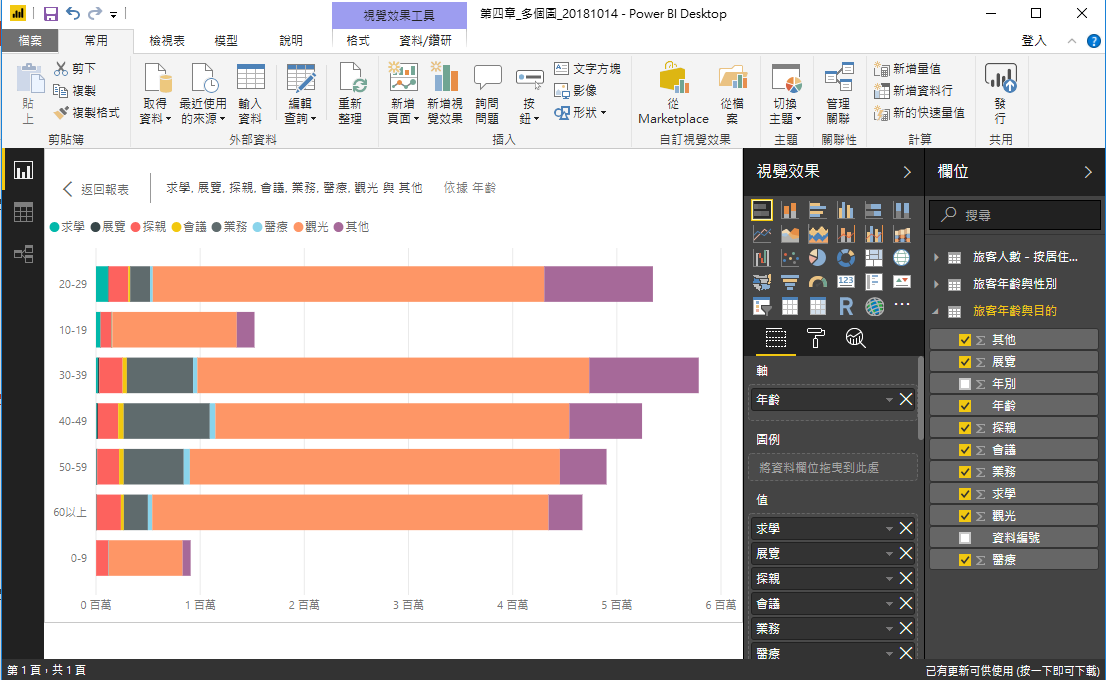 視覺效果工具
第四章_多個圖_20181014 - Power BI Desktop
檔案 常用 檢視表 模型 說明 格式 資料/鑽研 登入
貼上
剪下
複製
複製格式
剪貼簿
取得資料
最近使用的來源
輸入資料
編輯查詢
重新整理
外部資料
新增頁面
新增視覺效果
詢問問題
按鈕
文字方塊
影像
形狀
插入
從 Marketplace
從檔案
自訂視覺效果
切換主題
主題
管理關聯
關聯性
新增量值
新增資料行
新的快速量值
計算
發行
共用
返回報表
求學, 展覽, 探親, 會議, 業務, 醫療, 觀光 與 其他 依據 年齡
求學 展覽 探親 會議 業務 醫療 觀光 其他
20-29
10-19
30-39
40-49
50-59
60以上
0-9
0 百萬 1 百萬 2 百萬 3 百萬 4 百萬 5 百萬 6 百萬
視覺效果
123
R
軸
年齡
圖例
將資料欄位拖曳到此處
值
求學
展覽
探親
會議
業務
醫療
欄位
搜尋
旅客人數 - 按居住...
旅客年齡與性別
旅客年齡與目的
其他
展覽
年別
年齡
探親
會議
業務
求學
觀光
資料編號
醫療
第 1 頁，共 1 頁
已有更新可供使用 (按一下即可下載)